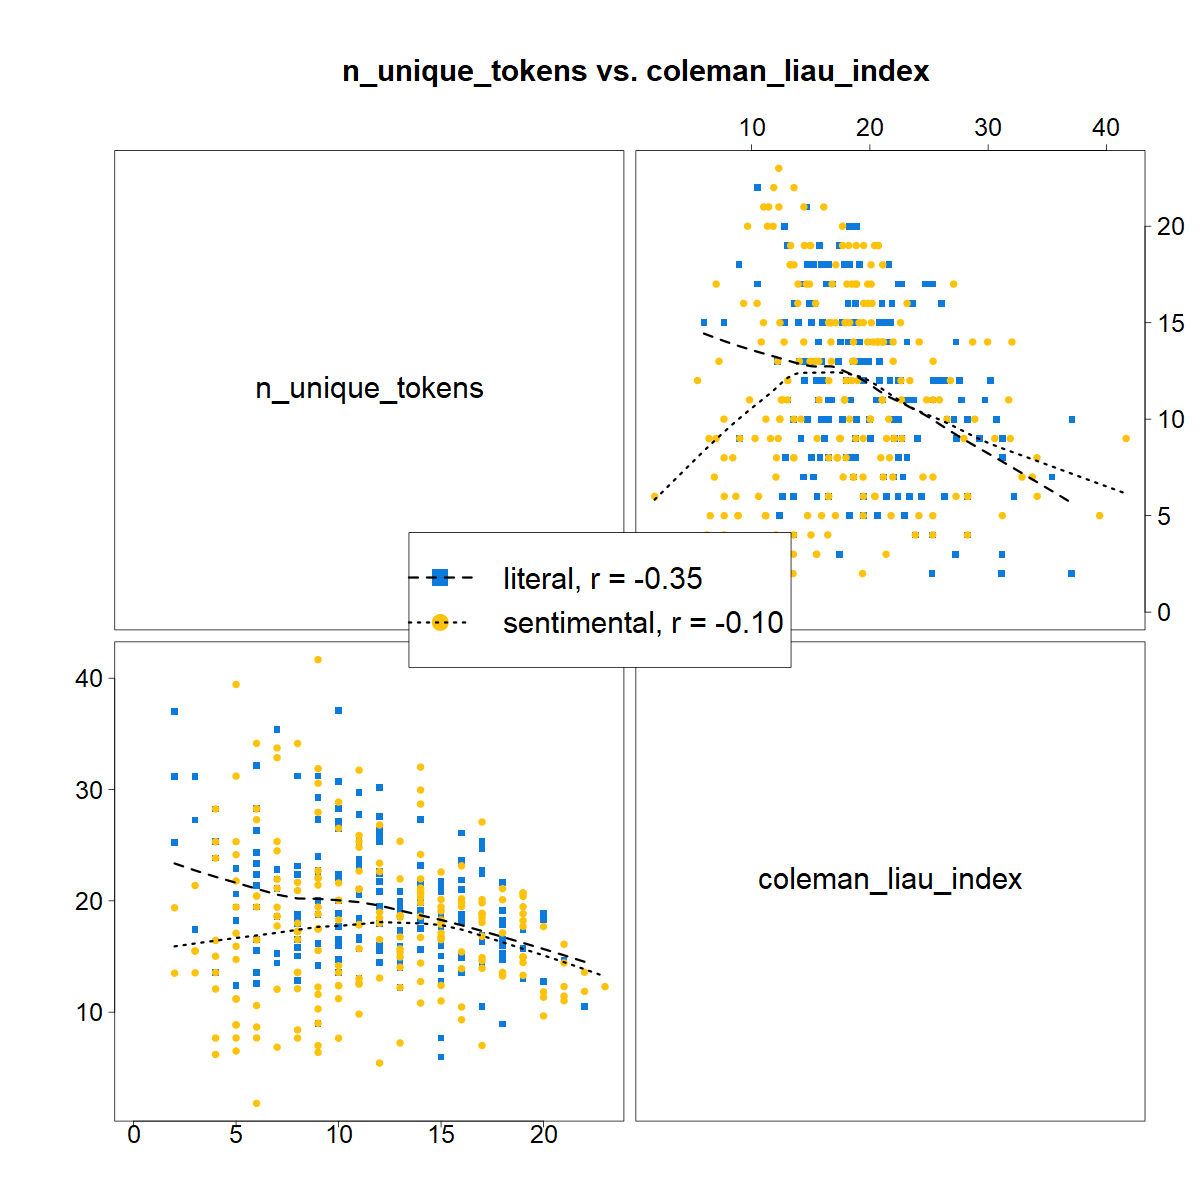 n_unique_tokens vs. coleman_liau_index
10 20 30 40
n_unique_tokens
20
15
10
5
0
literal, r = -0.35
sentimental, r = -0.10
40
30
20
10
coleman_liau_index
0 5 10 15 20